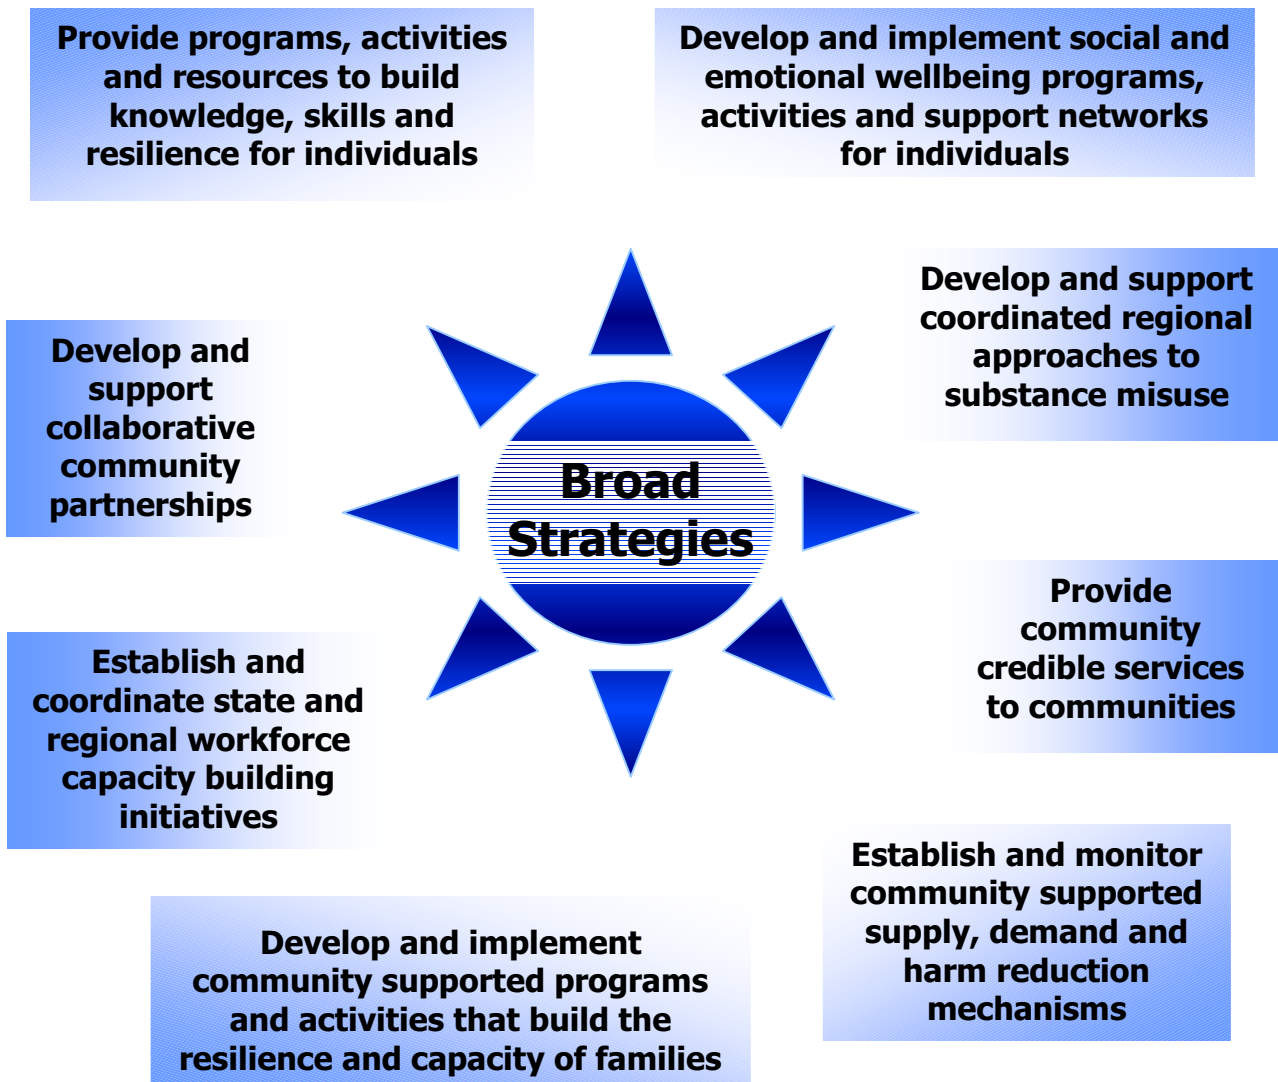 Provide programs, activities
and resources to build
knowledge, skills and
resilience for individuals
Develop and implement social and
emotional wellbeing programs,
activities and support networks
for individuals
Develop and support
coordinated regional
approaches to
substance misuse
Develop and
support
collaborative
community
partnerships
Broad
Strategies
Provide
community
credible services
to communities
Establish and
coordinate state and
regional workforce
capacity building
initiatives
Establish and monitor
community supported
supply, demand and
harm reduction
mechanisms
Develop and implement
community supported programs
and activities that build the
resilience and capacity of families